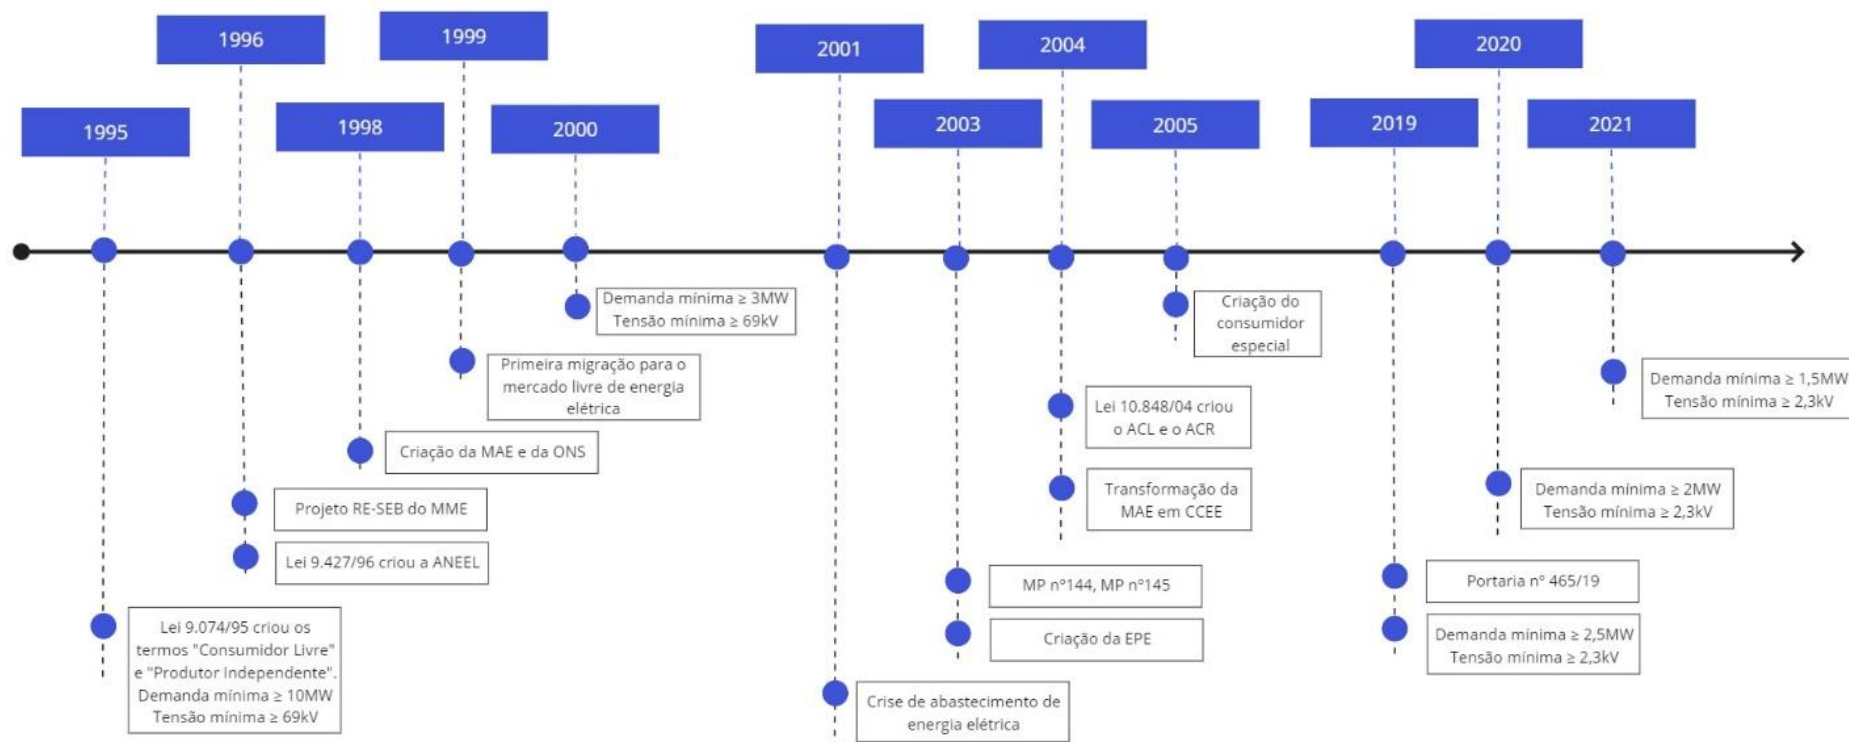 1995
Lei 9.074/95 criou os
termos "Consumidor Livre"
e "Produtor Independente".
Demanda mínima ≥ 10MW
Tensão mínima ≥ 69kV
1996
Projeto RE-SEB do MME
Lei 9.427/96 criou a ANEEL
1998
Criação da MAE e da ONS
1999
Primeira migração para o
mercado livre de energia
elétrica
2000
Demanda mínima ≥ 3MW
Tensão mínima ≥ 69kV
2001
Crise de abastecimento de
energia elétrica
2003
MP nº144, MP nº145
Criação da EPE
2004
Lei 10.848/04 criou
o ACL e o ACR
Transformação da
MAE em CCEE
2005
Criação do
consumidor
especial
2019
Portaria nº 465/19
Demanda mínima ≥ 2,5MW
Tensão mínima ≥ 2,3kV
2020
Demanda mínima ≥ 2MW
Tensão mínima ≥ 2,3kV
2021
Demanda mínima ≥ 1,5MW
Tensão mínima ≥ 2,3kV